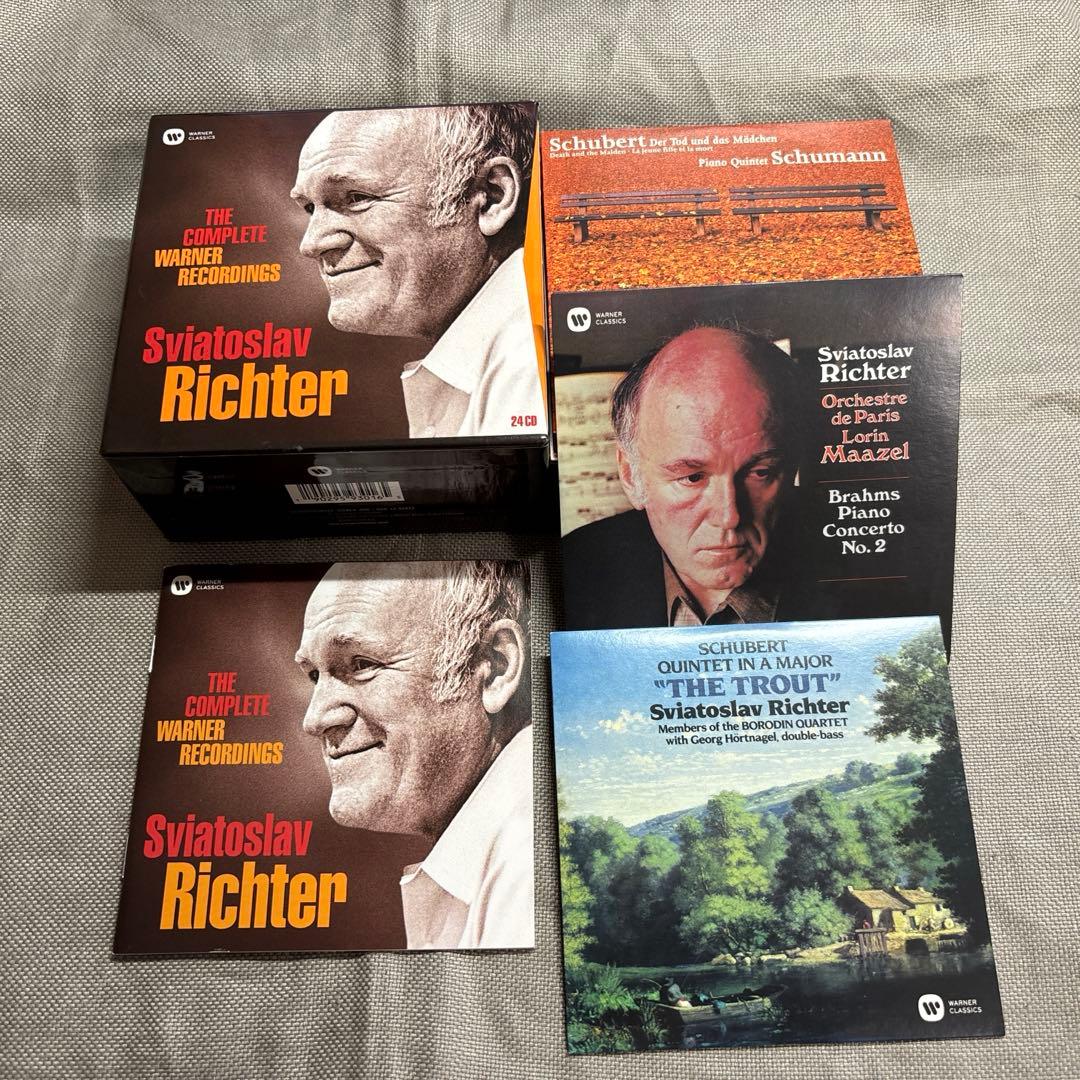 WARNER
CLASSICS
THE
COMPLETE
WARNER
RECORDINGS
Sviatoslav
Richter
24 CD
WARNER
CLASSICS
Schubert Der Tod und das Mädchen
Death and the Maiden · La jeune fille et la mort
Piano Quintet Schumann
WARNER
CLASSICS
Sviatoslav
Richter
Orchestre
de Paris
Lorin
Maazel
Brahms
Piano
Concerto
No. 2
WARNER
CLASSICS
THE
COMPLETE
WARNER
RECORDINGS
Sviatoslav
Richter
SCHUBERT
QUINTET IN A MAJOR
"THE TROUT"
Sviatoslav Richter
Members of the BORODIN QUARTET
with Georg Hörtnagel, double-bass
WARNER
CLASSICS